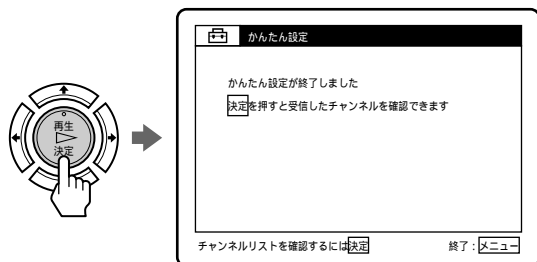 かんたん設定
かんたん設定が終了しました
決定を押すと受信したチャンネルを確認できます
再生
決定
チャンネルリストを確認するには決定
終了：メニュー